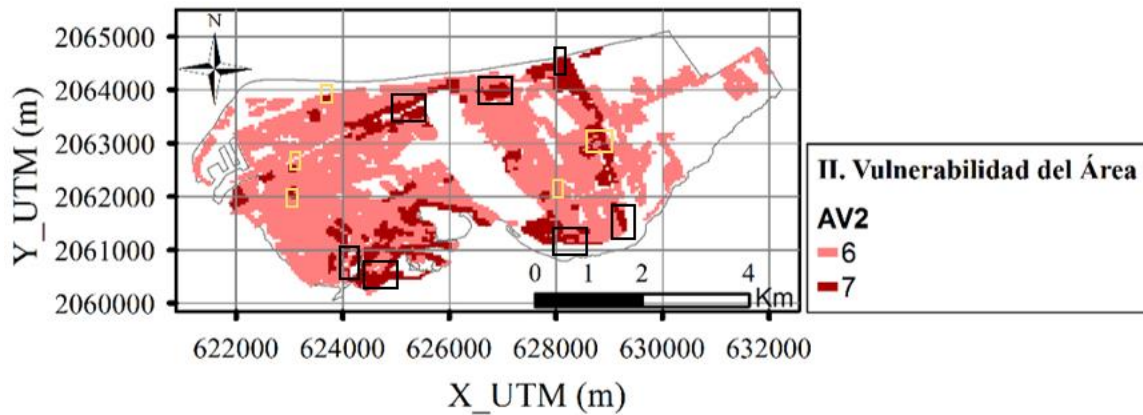 N
2065000
2064000
2063000
2062000
2061000
2060000
Y_UTM (m)
0 1 2 4
Km
622000 624000 626000 628000 630000 632000
X_UTM (m)
II. Vulnerabilidad del Área
AV2
6
7